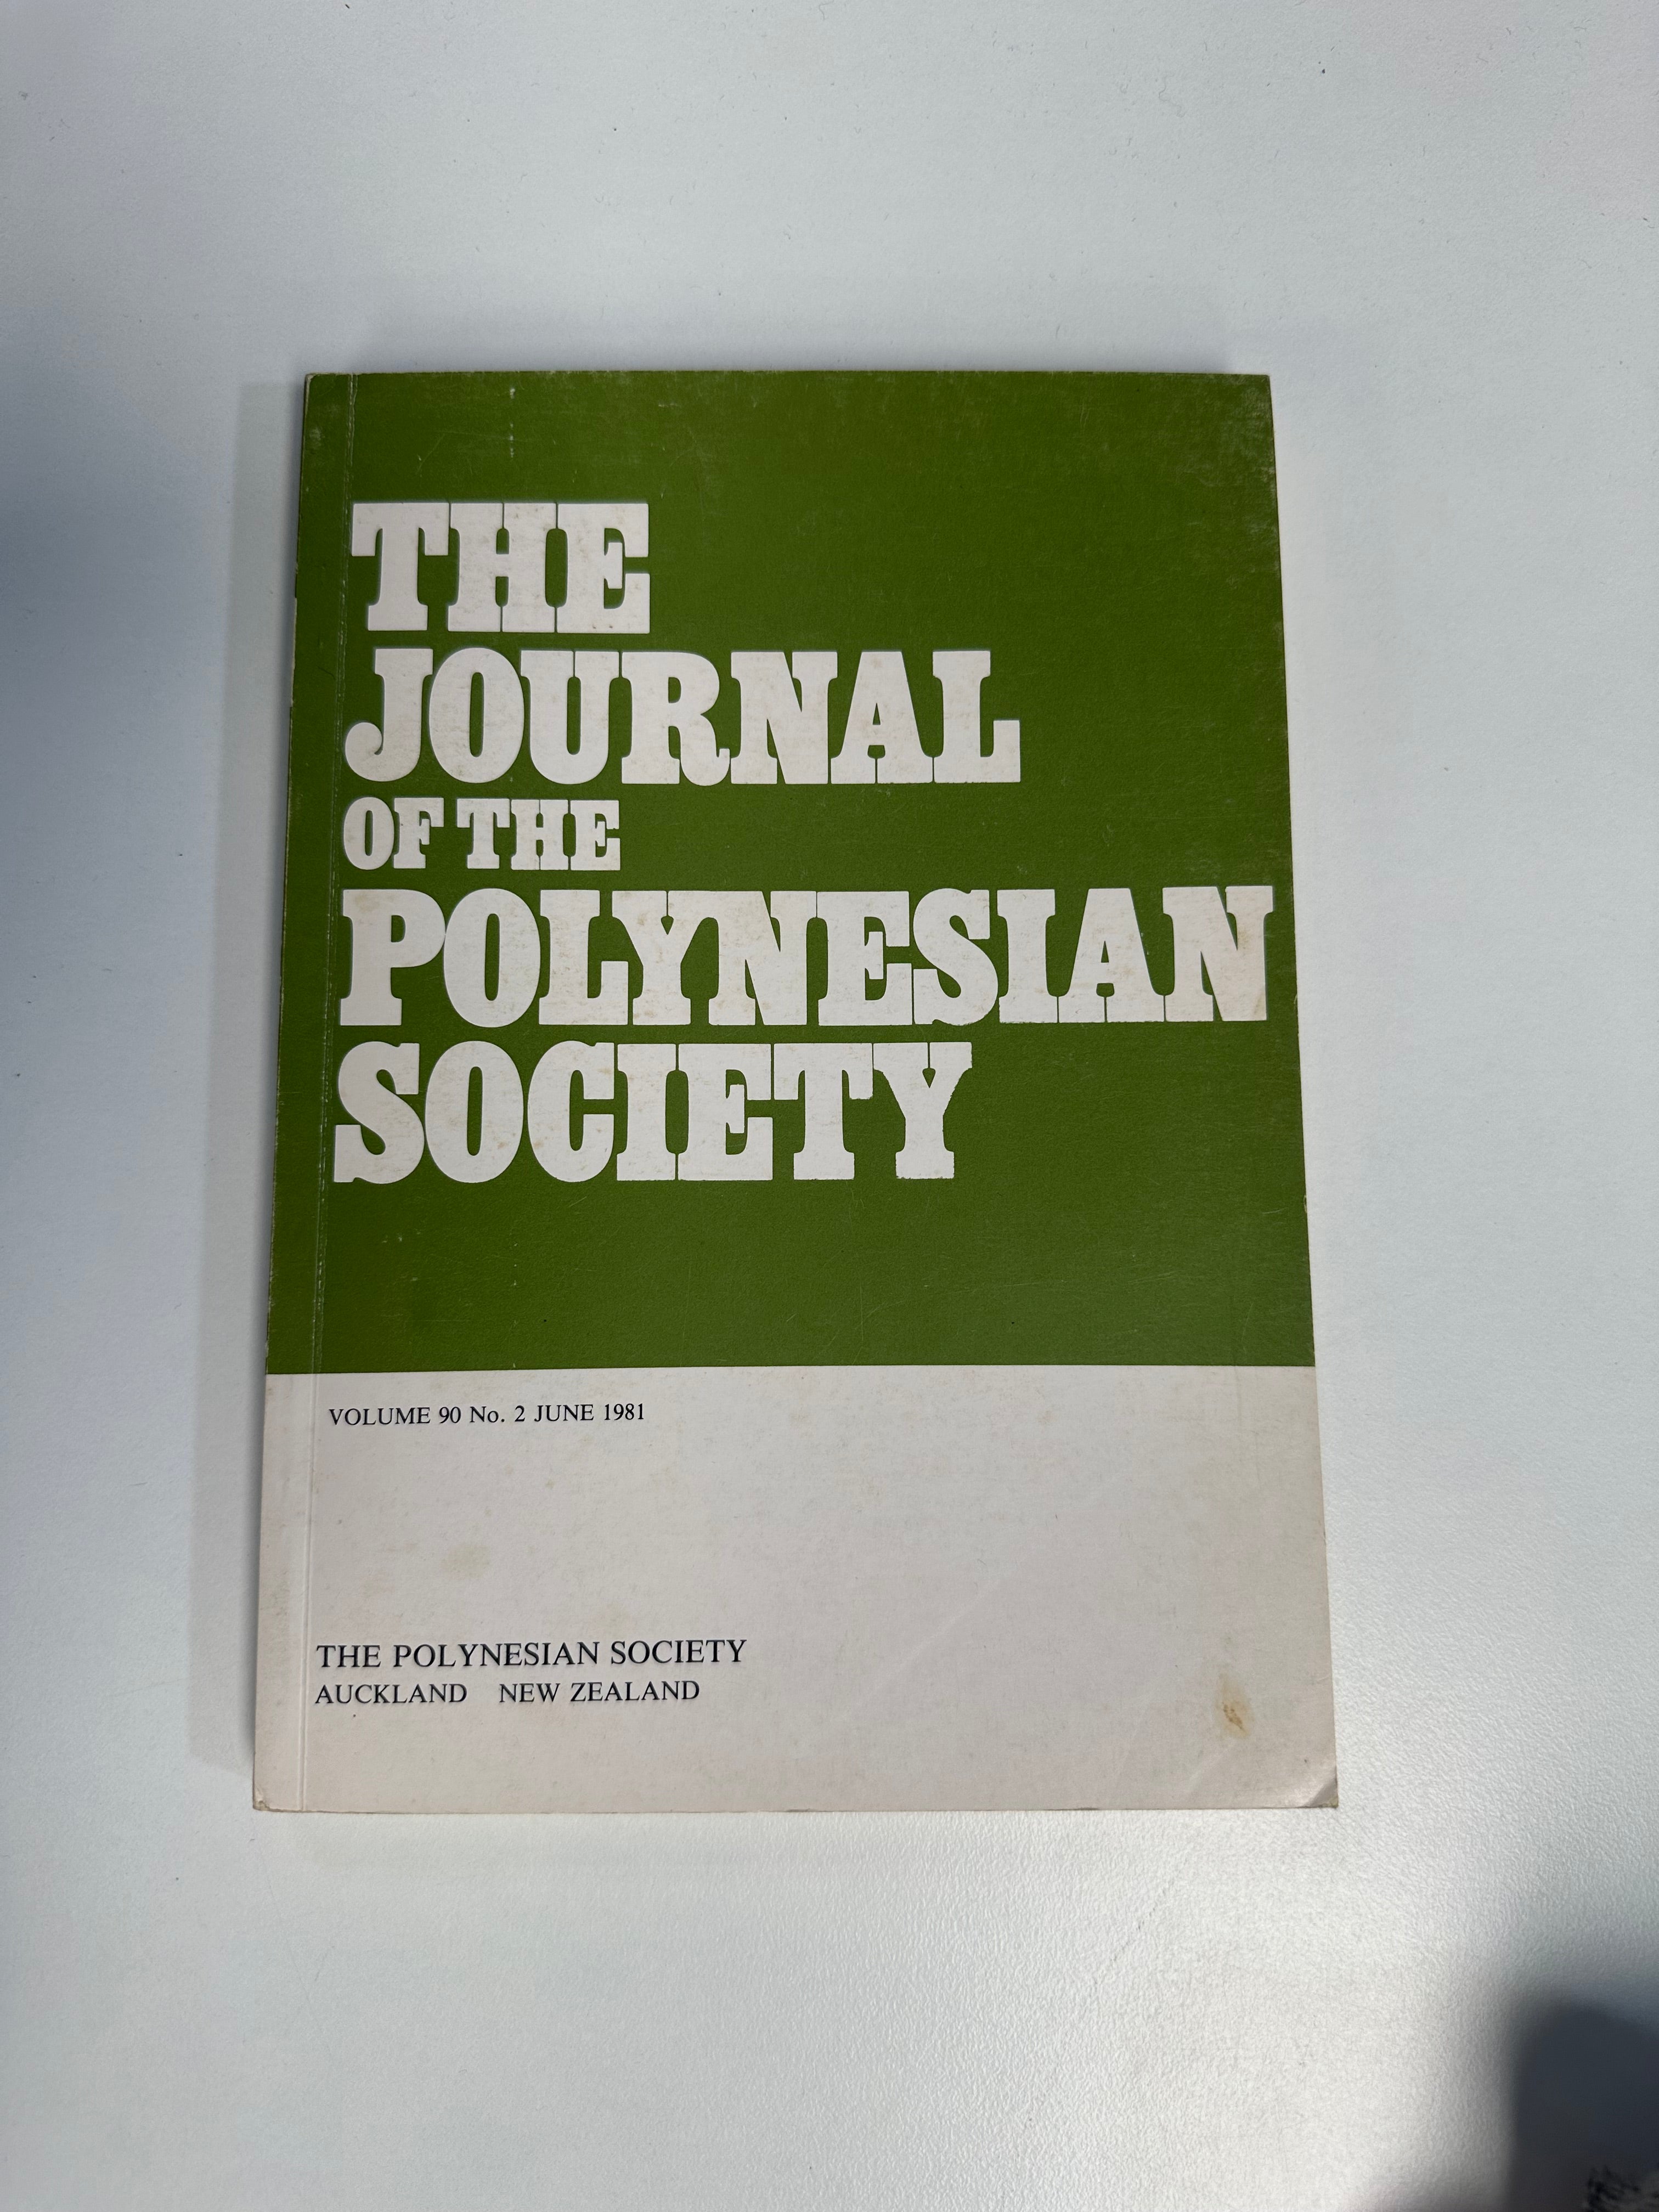 THE
JOURNAL
OF THE
POLYNESIAN
SOCIETY
VOLUME 90 No. 2 JUNE 1981
THE POLYNESIAN SOCIETY
AUCKLAND NEW ZEALAND